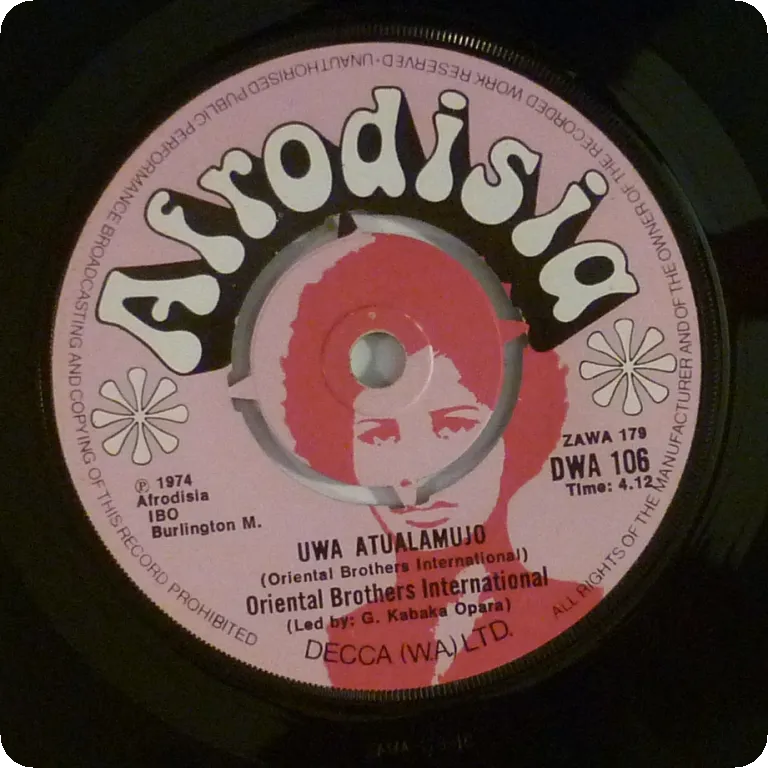 Afrodisia
ZAWA 179
DWA 106
Time: 4.12
℗ 1974
Afrodisia
IBO
Burlington M.
UWA ATUALAMUJO
(Oriental Brothers International)
Oriental Brothers International
(Led by: G. Kabaka Opara)
DECCA (W.A.) LTD.
ALL RIGHTS OF THE MANUFACTURER AND OF THE OWNER OF THE RECORDED WORK RESERVED · UNAUTHORISED PUBLIC PERFORMANCE BROADCASTING AND COPYING OF THIS RECORD PROHIBITED